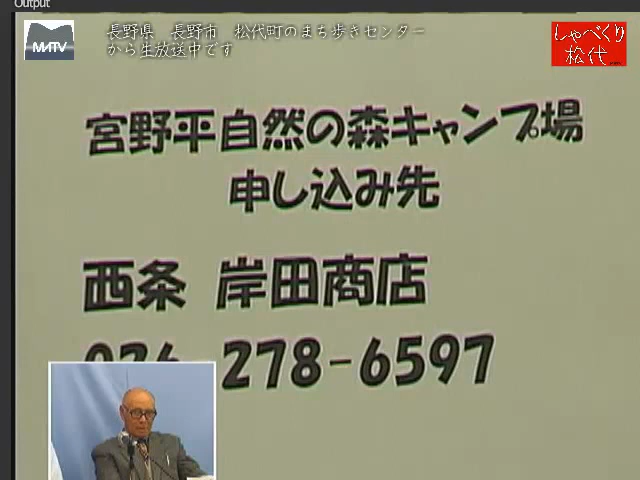 Output
MATV
長野県　長野市　松代町のまち歩きセンター
から生放送中です
しゃべくり
松代
宮野平自然の森キャンプ場
申し込み先
西条 岸田商店
026-278-6597